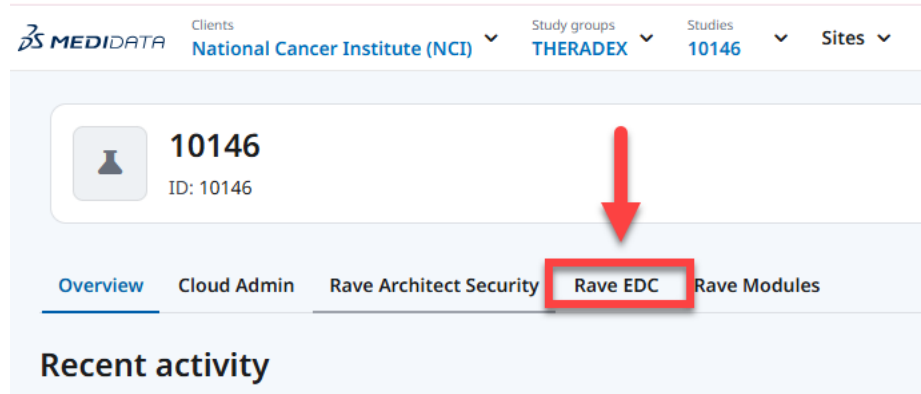 MEDIDATA
Clients
National Cancer Institute (NCI)
Study groups
THERADEX
Studies
10146
Sites
10146
ID: 10146
Overview Cloud Admin Rave Architect Security Rave EDC Rave Modules
Recent activity